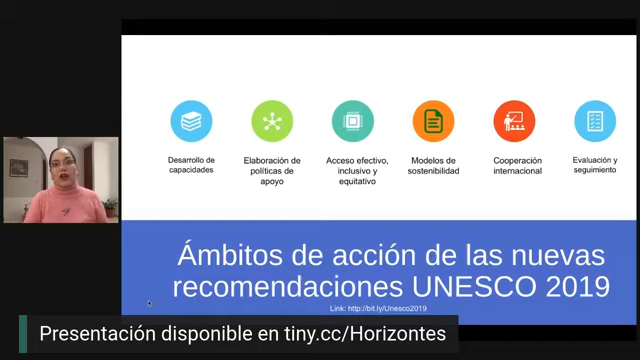 Desarrollo de
capacidades
Elaboración de
políticas de
apoyo
Acceso efectivo,
inclusivo y
equitativo
Modelos de
sostenibilidad
Cooperación
internacional
Evaluación y
seguimiento
Ámbitos de acción de las nuevas
recomendaciones UNESCO 2019
Link: http://bit.ly/Unesco2019
Presentación disponible en tiny.cc/Horizontes